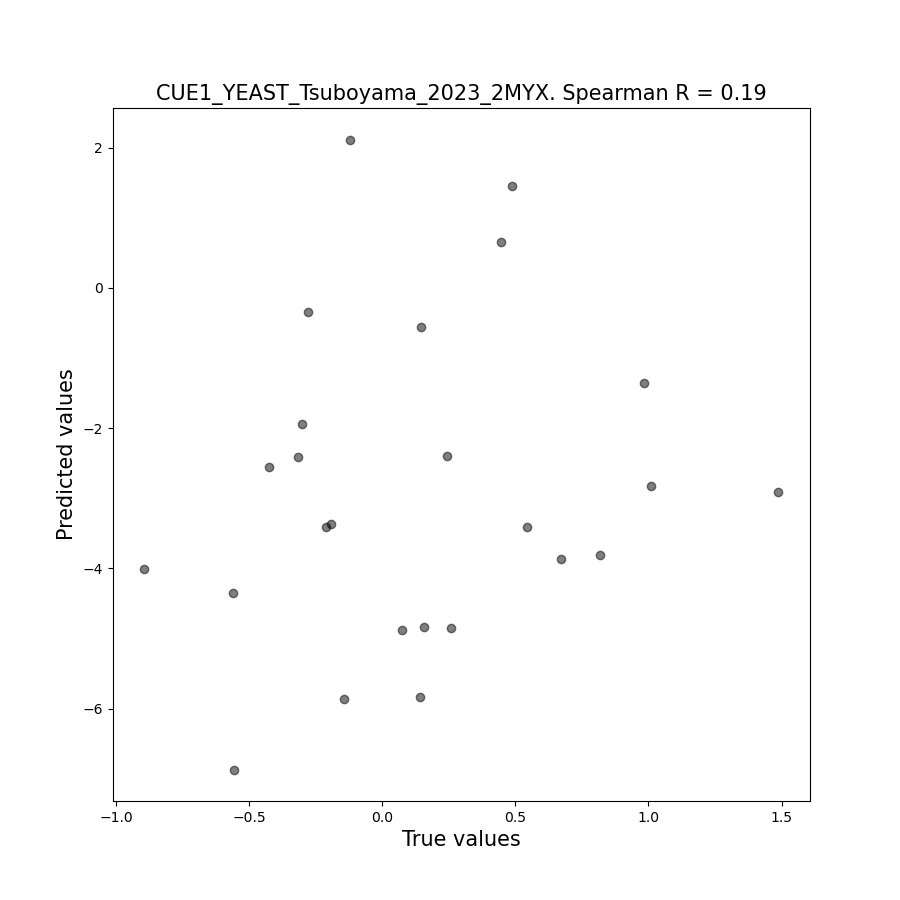 CUE1_YEAST_Tsuboyama_2023_2MYX. Spearman R = 0.19
2
0
−2
−4
−6
Predicted values
−1.0 −0.5 0.0 0.5 1.0 1.5
True values